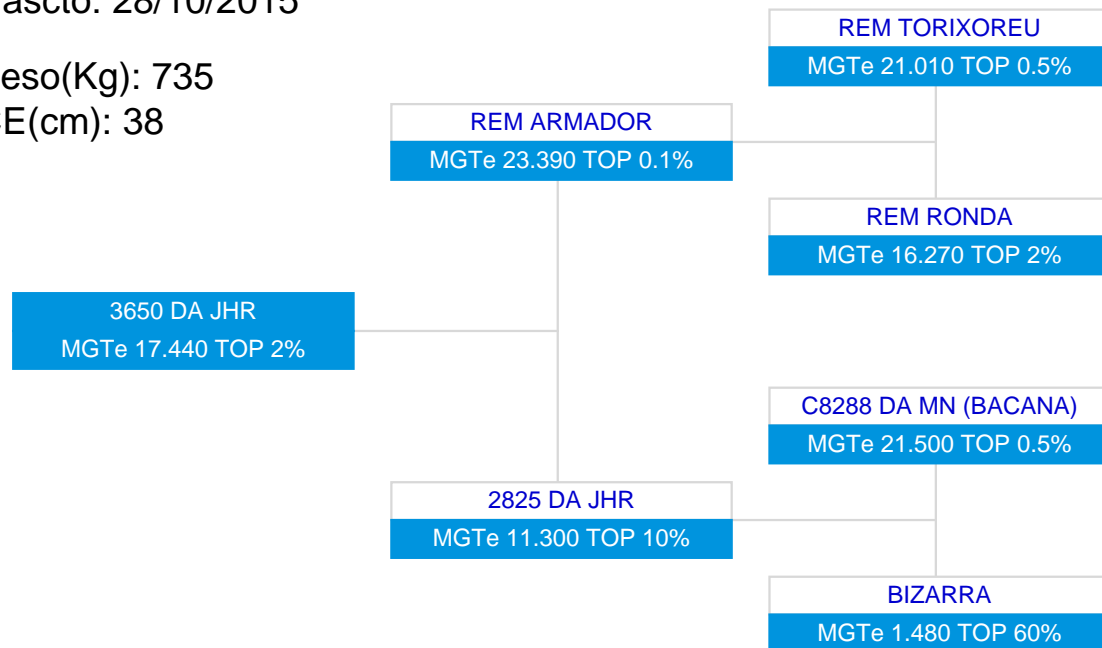 ascto: 28/10/2015
eso(Kg): 735
E(cm): 38
REM TORIXOREU
MGTe 21.010 TOP 0.5%
REM ARMADOR
MGTe 23.390 TOP 0.1%
REM RONDA
MGTe 16.270 TOP 2%
3650 DA JHR
MGTe 17.440 TOP 2%
C8288 DA MN (BACANA)
MGTe 21.500 TOP 0.5%
2825 DA JHR
MGTe 11.300 TOP 10%
BIZARRA
MGTe 1.480 TOP 60%